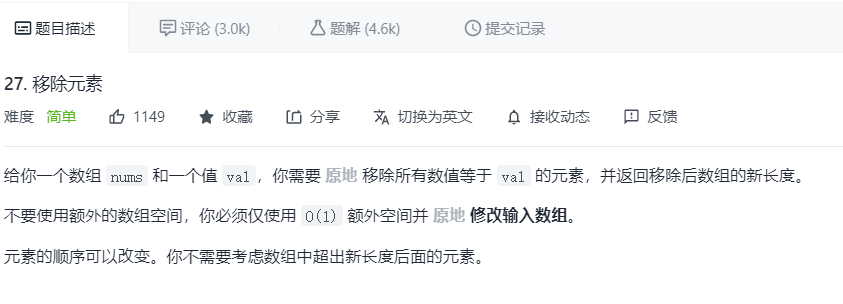 题目描述 评论 (3.0k) 题解 (4.6k) 提交记录
27. 移除元素
难度 简单 1149 收藏 分享 切换为英文 接收动态 反馈
给你一个数组 nums 和一个值 val，你需要 原地 移除所有数值等于 val 的元素，并返回移除后数组的新长度。
不要使用额外的数组空间，你必须仅使用 O(1) 额外空间并 原地 修改输入数组。
元素的顺序可以改变。你不需要考虑数组中超出新长度后面的元素。